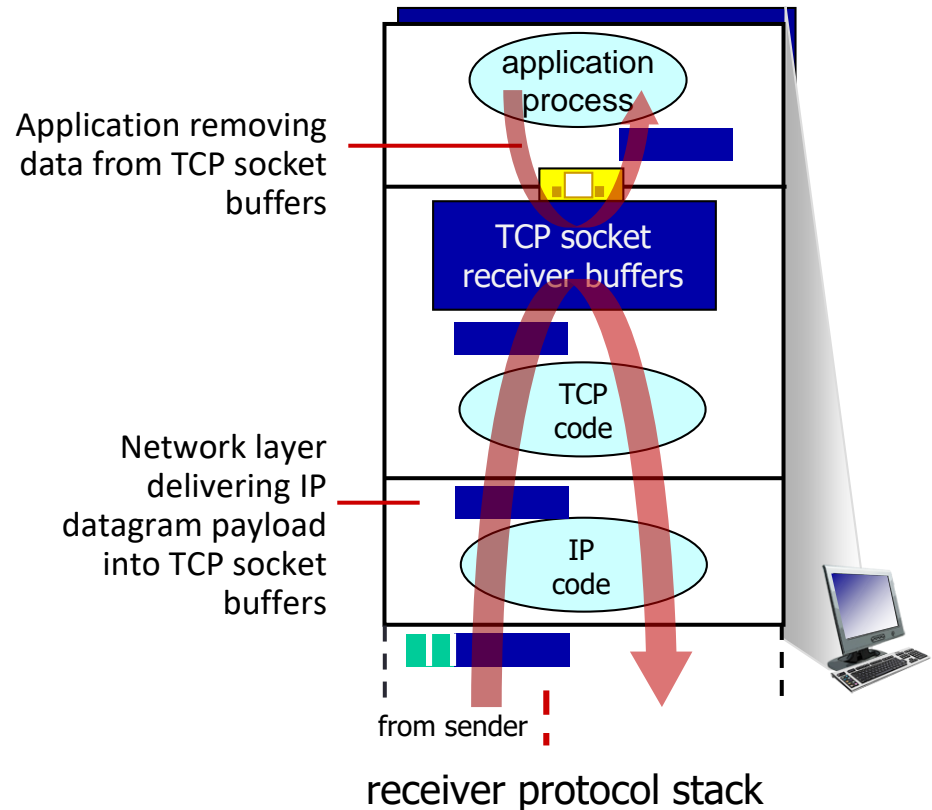 application
process
Application removing
data from TCP socket
buffers
TCP socket
receiver buffers
TCP
code
Network layer
delivering IP
datagram payload
into TCP socket
buffers
IP
code
from sender
receiver protocol stack